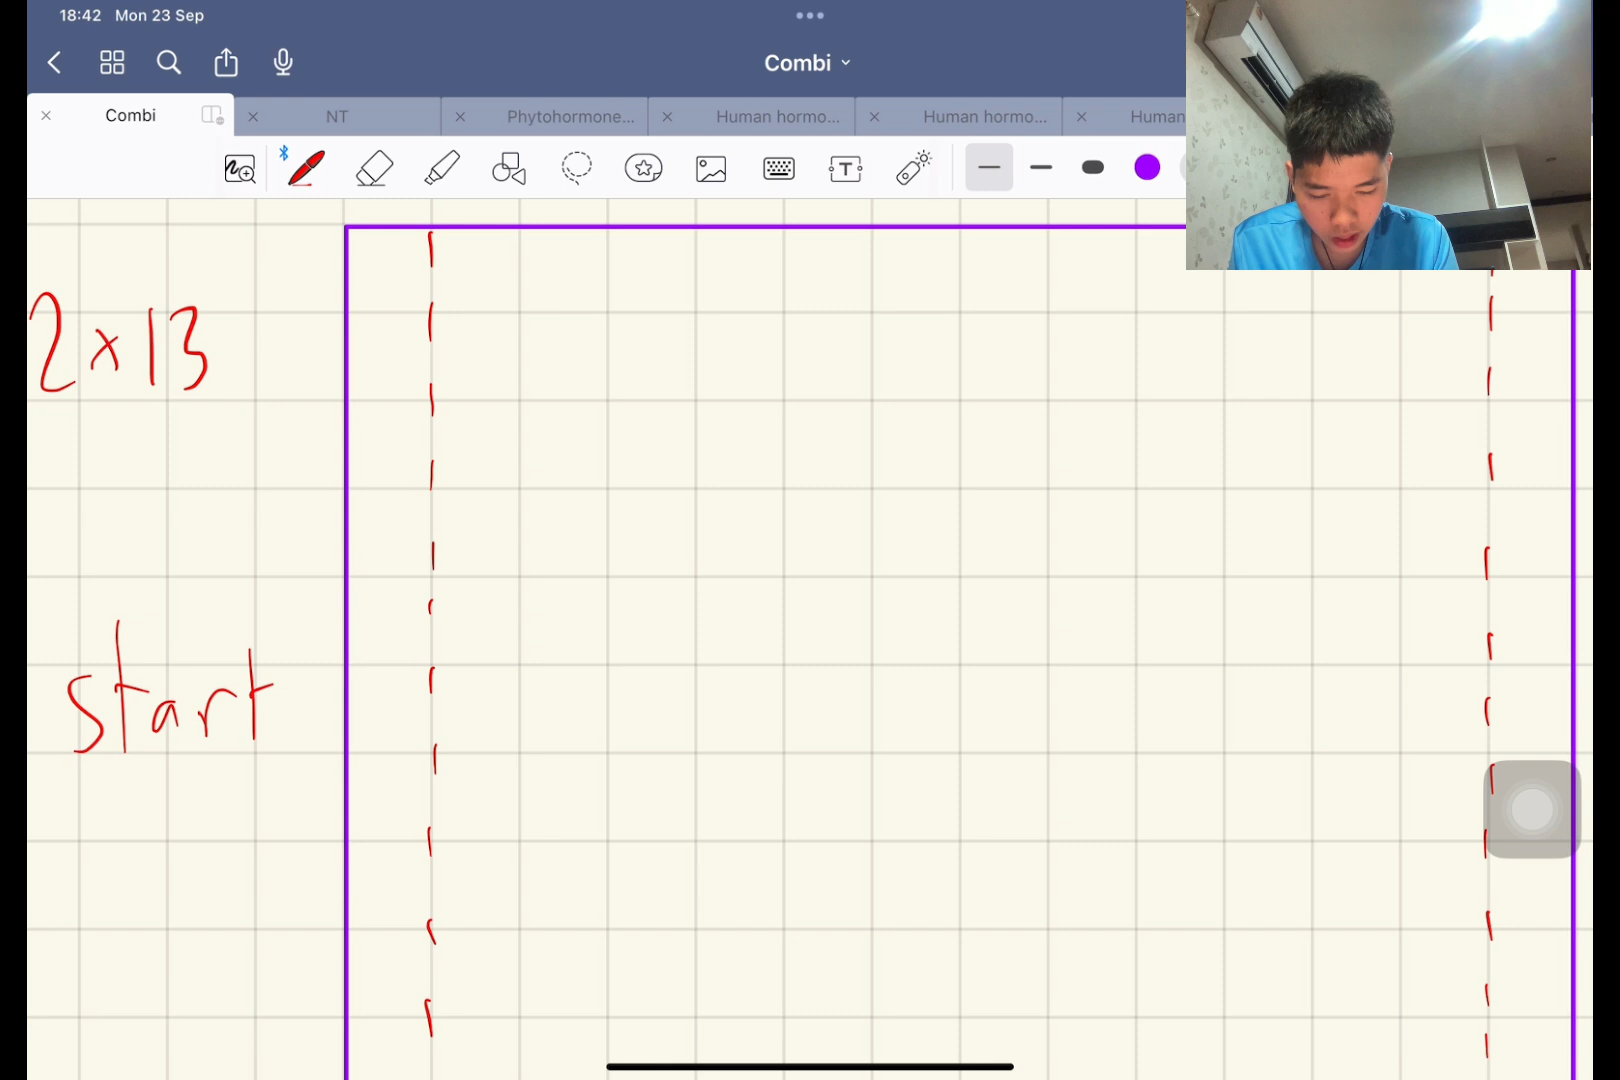 18:42 Mon 23 Sep
Combi
Combi
NT
Phytohormone...
Human hormo...
Human hormo...
Human
T
2x13
start